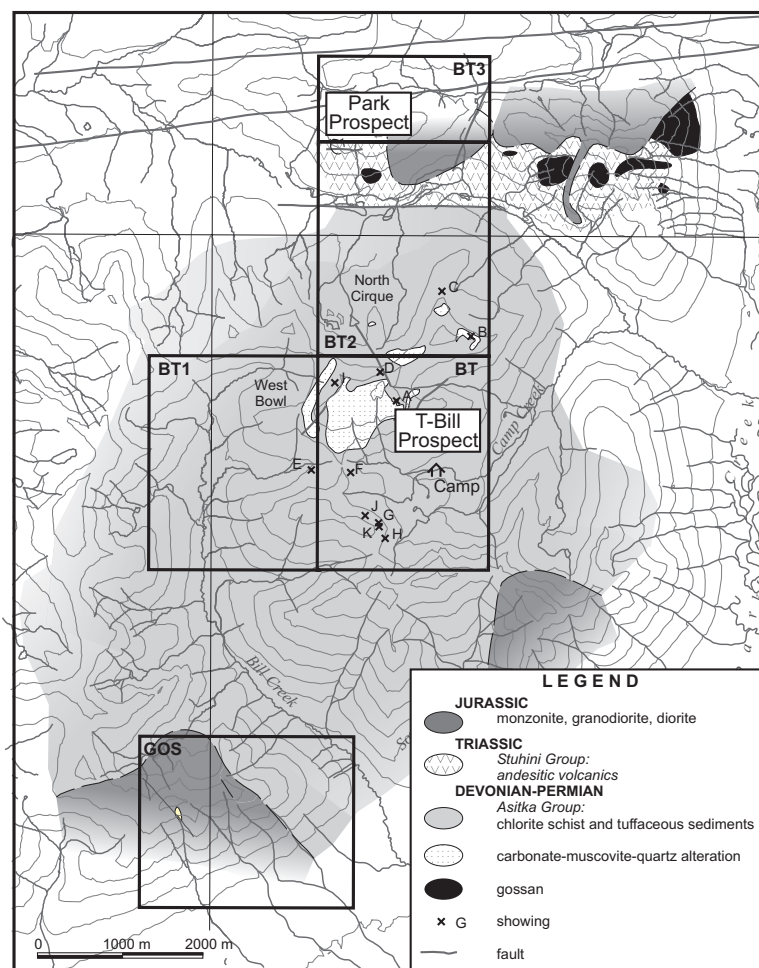 BT3
Park
Prospect
North
Cirque
C
B
BT2
BT1
BT
D
I
West
Bowl
A
T-Bill
Prospect
Camp Creek
E
F
Camp
J
G
K
H
Bill Creek
Creek
GOS
LEGEND
JURASSIC
monzonite, granodiorite, diorite
TRIASSIC
Stuhini Group:
andesitic volcanics
DEVONIAN-PERMIAN
Asitka Group:
chlorite schist and tuffaceous sediments
carbonate-muscovite-quartz alteration
gossan
G showing
fault
0 1000 m 2000 m